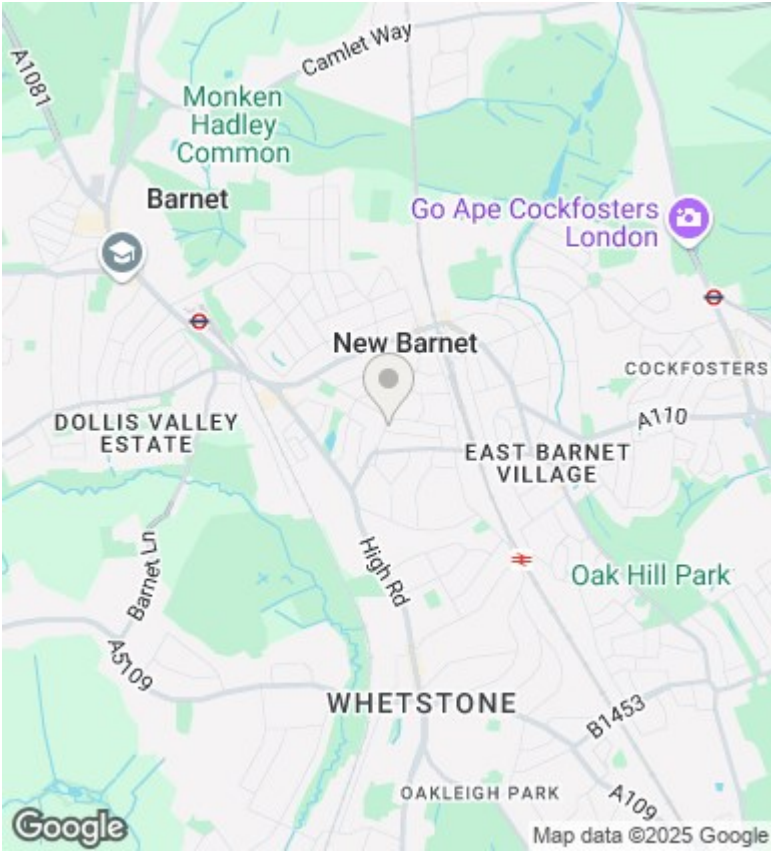 Camlet Way
A1081
Monken
Hadley
Common
Barnet
Go Ape Cockfosters
London
New Barnet
COCKFOSTERS
DOLLIS VALLEY
ESTATE
A110
EAST BARNET
VILLAGE
Barnet Ln
High Rd
Oak Hill Park
A5109
WHETSTONE
B1453
OAKLEIGH PARK
A109
Google
Map data ©2025 Google